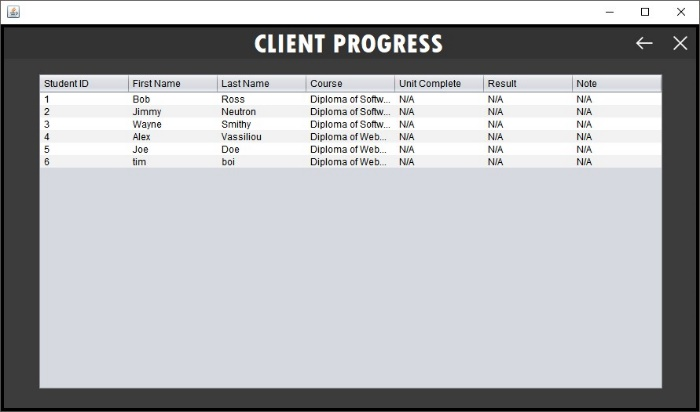 CLIENT PROGRESS
Student ID First Name Last Name Course Unit Complete Result Note
1 Bob Ross Diploma of Softw... N/A N/A N/A
2 Jimmy Neutron Diploma of Softw... N/A N/A N/A
3 Wayne Smithy Diploma of Softw... N/A N/A N/A
4 Alex Vassiliou Diploma of Web... N/A N/A N/A
5 Joe Doe Diploma of Web... N/A N/A N/A
6 tim boi Diploma of Web... N/A N/A N/A